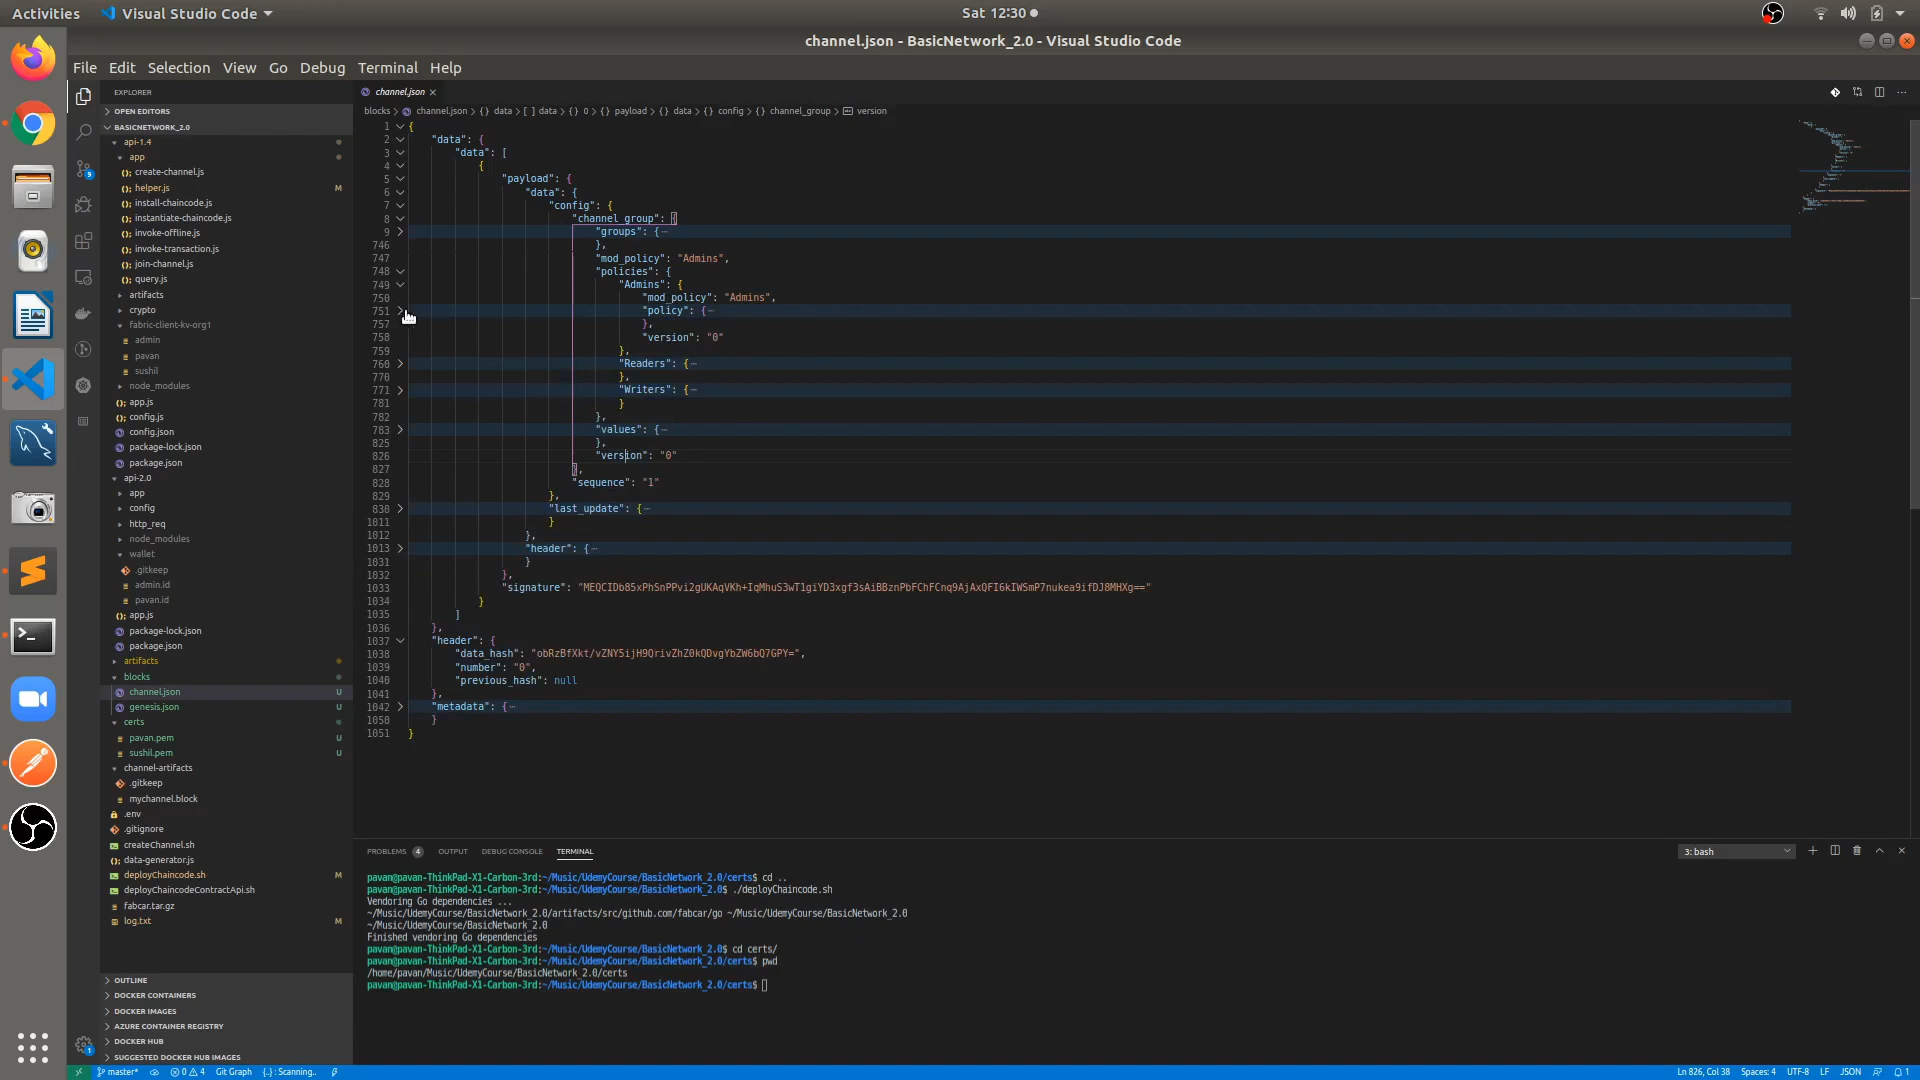 Activities
Visual Studio Code
Sat 12:30
channel.json - BasicNetwork_2.0 - Visual Studio Code
File Edit Selection View Go Debug Terminal Help
EXPLORER
OPEN EDITORS
BASICNETWORK_2.0
api-1.4
app
create-channel.js
helper.js M
install-chaincode.js
instantiate-chaincode.js
invoke-offline.js
invoke-transaction.js
join-channel.js
query.js
artifacts
crypto
fabric-client-kv-org1
admin
pavan
sushil
node_modules
app.js
config.js
config.json
package-lock.json
package.json
api-2.0
app
config
http_req
node_modules
wallet
.gitkeep
admin.id
pavan.id
app.js
package-lock.json
package.json
artifacts
blocks
channel.json U
genesis.json U
certs
pavan.pem U
sushil.pem U
channel-artifacts
.gitkeep
mychannel.block
.env
.gitignore
createChannel.sh
data-generator.js
deployChaincode.sh M
deployChaincodeContractApi.sh
fabcar.tar.gz
log.txt M
OUTLINE
DOCKER CONTAINERS
DOCKER IMAGES
AZURE CONTAINER REGISTRY
DOCKER HUB
SUGGESTED DOCKER HUB IMAGES
channel.json
blocks > channel.json > {} data > [ ] data > {} 0 > {} payload > {} data > {} config > {} channel_group > version
1 {
2 "data": {
3 "data": [
4 {
5 "payload": {
6 "data": {
7 "config": {
8 "channel_group": {
9 "groups": {
746 },
747 "mod_policy": "Admins",
748 "policies": {
749 "Admins": {
750 "mod_policy": "Admins",
751 "policy": {
757 },
758 "version": "0"
759 },
760 "Readers": {
770 },
771 "Writers": {
781 }
782 },
783 "values": {
825 },
826 "version": "0"
827 },
828 "sequence": "1"
829 },
830 "last_update": {
1011 }
1012 },
1013 "header": {
1031 }
1032 },
1033 "signature": "MEQCIDb85xPhSnPPvi2gUKAqVKh+IqMhuS3wT1giYD3xgf3sAiBBznPbFChFCnq9AjAxQFI6kIWSmP7nukea9ifDJ8MHXg=="
1034 }
1035 ]
1036 },
1037 "header": {
1038 "data_hash": "obRzBfXkt/vZNY5ijH9QrivZhZ0kQDvgYbZW6bQ7GPY=",
1039 "number": "0",
1040 "previous_hash": null
1041 },
1042 "metadata": {
1050 }
1051 }
PROBLEMS 4 OUTPUT DEBUG CONSOLE TERMINAL
3: bash
pavan@pavan-ThinkPad-X1-Carbon-3rd:~/Music/UdemyCourse/BasicNetwork_2.0/certs$ cd ..
pavan@pavan-ThinkPad-X1-Carbon-3rd:~/Music/UdemyCourse/BasicNetwork_2.0$ ./deployChaincode.sh
Vendoring Go dependencies ...
~/Music/UdemyCourse/BasicNetwork_2.0/artifacts/src/github.com/fabcar/go ~/Music/UdemyCourse/BasicNetwork_2.0
~/Music/UdemyCourse/BasicNetwork_2.0
Finished vendoring Go dependencies
pavan@pavan-ThinkPad-X1-Carbon-3rd:~/Music/UdemyCourse/BasicNetwork_2.0$ cd certs/
pavan@pavan-ThinkPad-X1-Carbon-3rd:~/Music/UdemyCourse/BasicNetwork_2.0/certs$ pwd
/home/pavan/Music/UdemyCourse/BasicNetwork_2.0/certs
pavan@pavan-ThinkPad-X1-Carbon-3rd:~/Music/UdemyCourse/BasicNetwork_2.0/certs$
master* 0 4 Git Graph {..} : Scanning.. Ln 826, Col 38 Spaces: 4 UTF-8 LF JSON 1